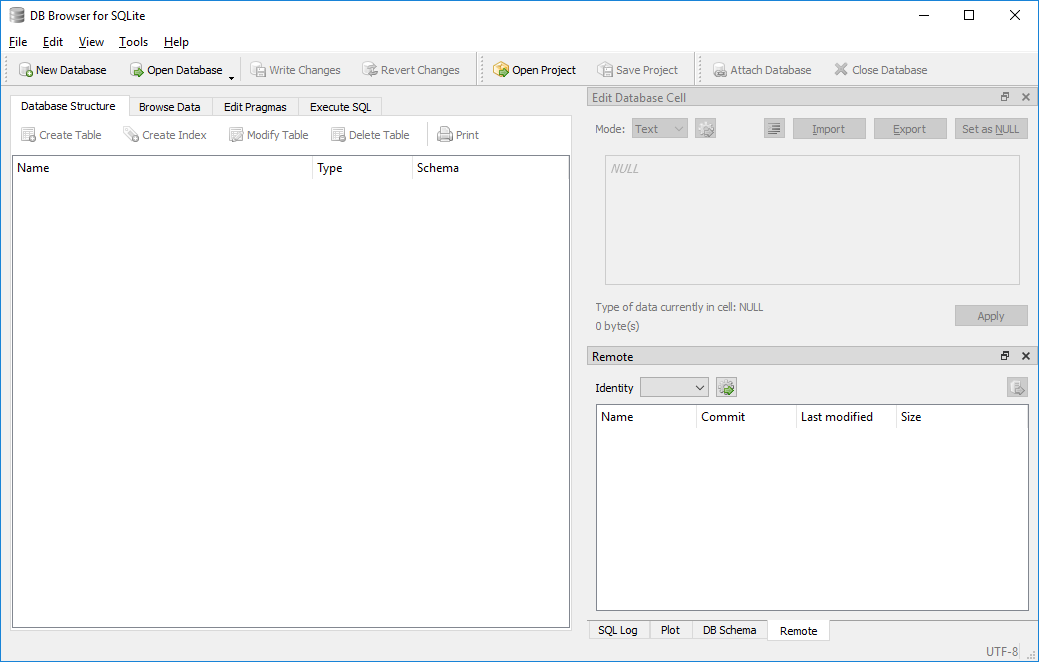 DB Browser for SQLite
File Edit View Tools Help
New Database Open Database Write Changes Revert Changes Open Project Save Project Attach Database Close Database
Database Structure Browse Data Edit Pragmas Execute SQL
Create Table Create Index Modify Table Delete Table Print
Name Type Schema
Edit Database Cell
Mode: Text Import Export Set as NULL
NULL
Type of data currently in cell: NULL
0 byte(s)
Apply
Remote
Identity
Name Commit Last modified Size
SQL Log Plot DB Schema Remote
UTF-8